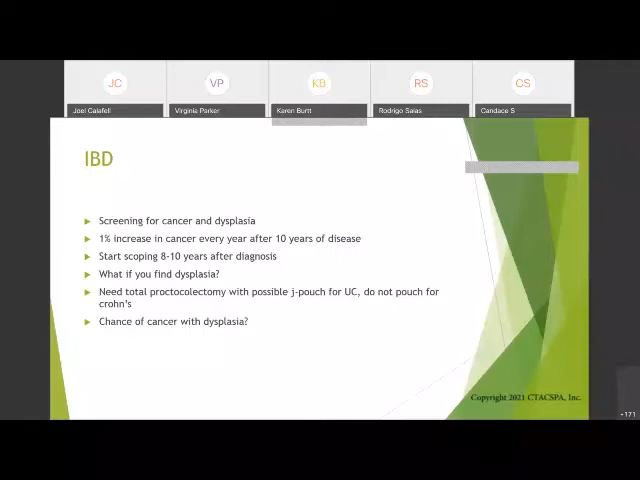 JC VP KB RS CS
Joel Calafell Virginia Parker Karen Burnt Rodrigo Salas Candace S
IBD
Screening for cancer and dysplasia
1% increase in cancer every year after 10 years of disease
Start scoping 8-10 years after diagnosis
What if you find dysplasia?
Need total proctocolectomy with possible j-pouch for UC, do not pouch for
crohn's
Chance of cancer with dysplasia?
Copyright 2021 CTACSPA, Inc.
+171